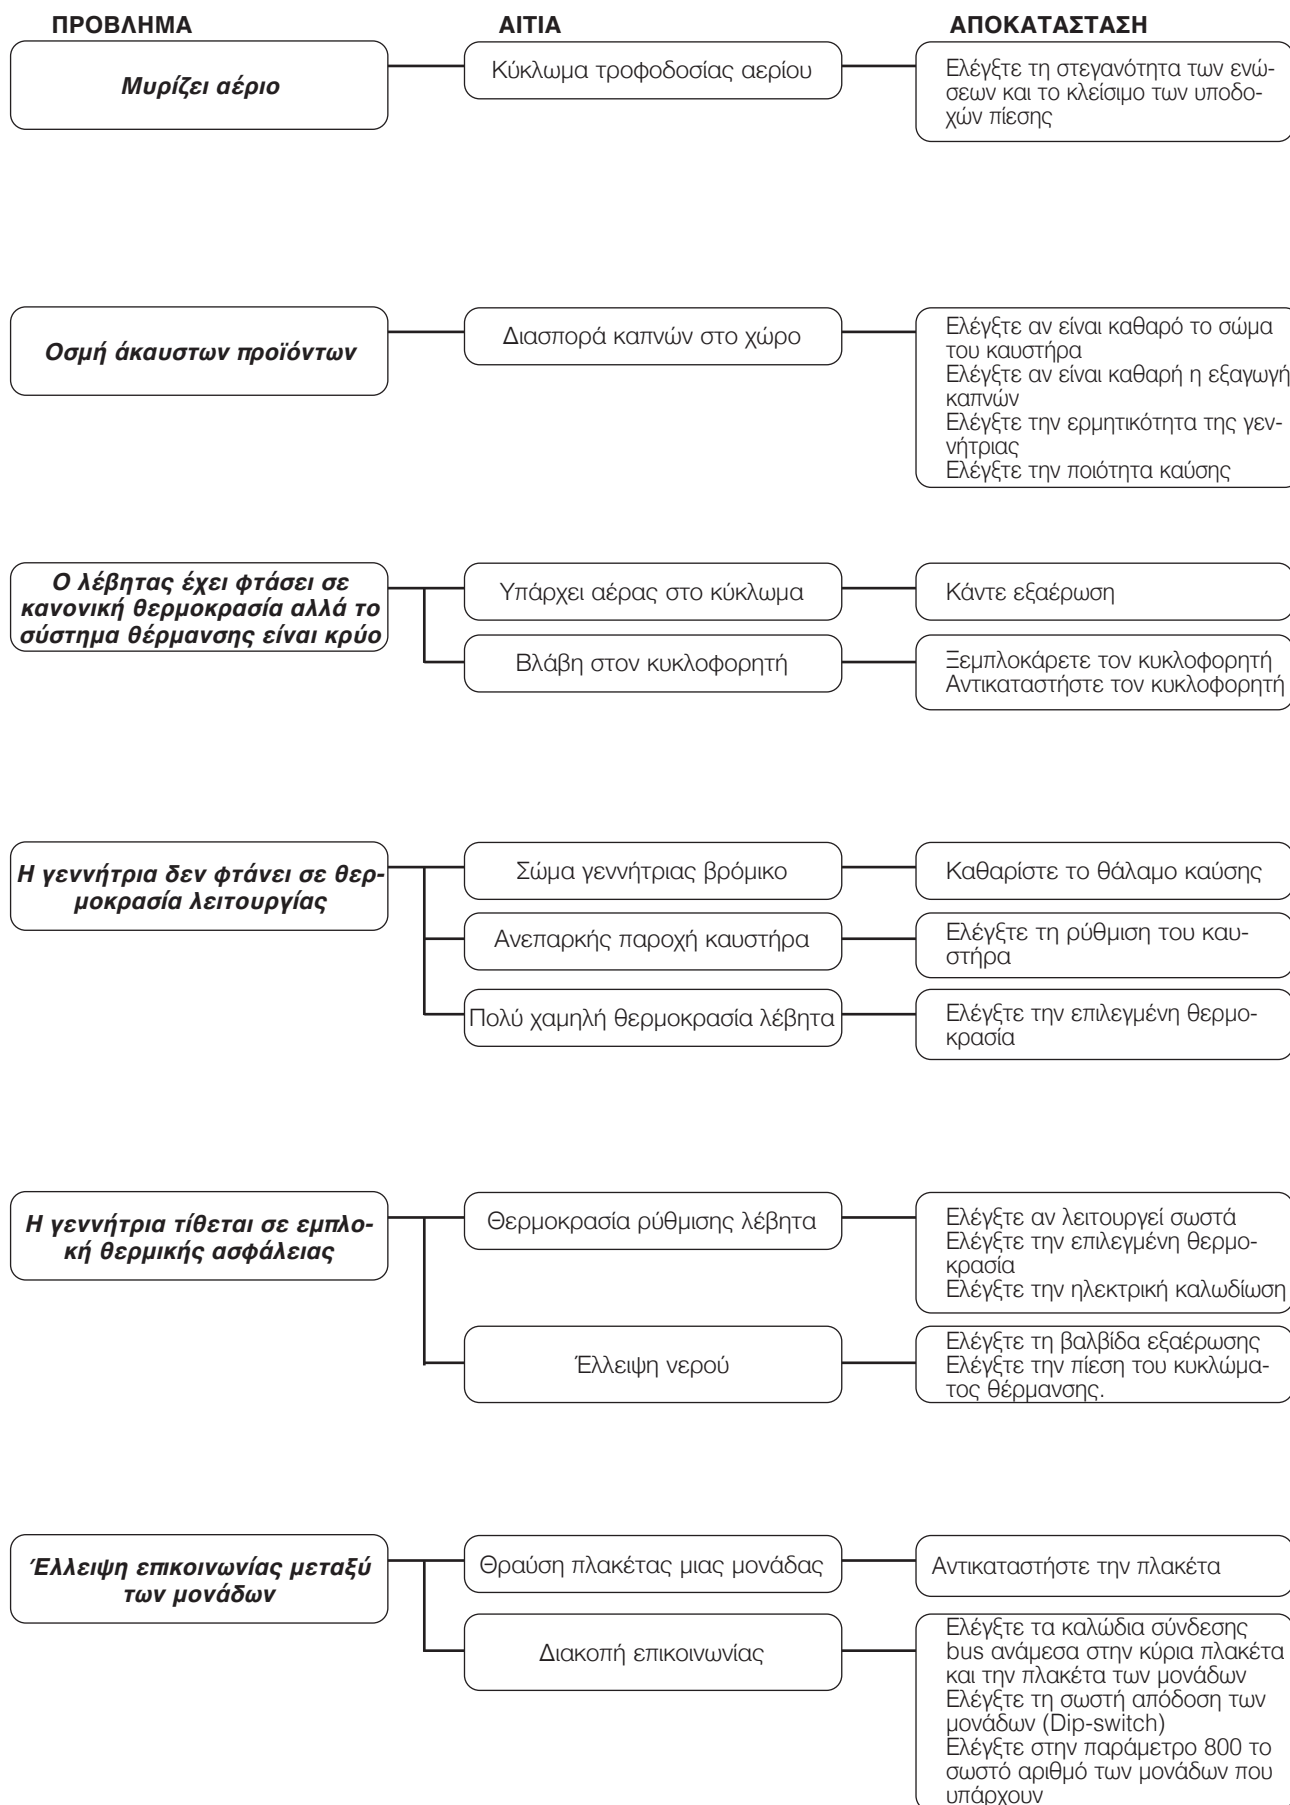 ΠΡΟΒΛΗΜΑ ΑΙΤΙΑ ΑΠΟΚΑΤΑΣΤΑΣΗ
Μυρίζει αέριο
Κύκλωμα τροφοδοσίας αερίου
Ελέγξτε τη στεγανότητα των ενώ-
σεων και το κλείσιμο των υποδο-
χών πίεσης
Οσμή άκαυστων προϊόντων
Διασπορά καπνών στο χώρο
Ελέγξτε αν είναι καθαρό το σώμα
του καυστήρα
Ελέγξτε αν είναι καθαρή η εξαγωγή
καπνών
Ελέγξτε την ερμητικότητα της γεν-
νήτριας
Ελέγξτε την ποιότητα καύσης
Ο λέβητας έχει φτάσει σε
κανονική θερμοκρασία αλλά το
σύστημα θέρμανσης είναι κρύο
Υπάρχει αέρας στο κύκλωμα
Κάντε εξαέρωση
Βλάβη στον κυκλοφορητή
Ξεμπλοκάρετε τον κυκλοφορητή
Αντικαταστήστε τον κυκλοφορητή
Η γεννήτρια δεν φτάνει σε θερ-
μοκρασία λειτουργίας
Σώμα γεννήτριας βρόμικο
Καθαρίστε το θάλαμο καύσης
Ανεπαρκής παροχή καυστήρα
Ελέγξτε τη ρύθμιση του καυ-
στήρα
Πολύ χαμηλή θερμοκρασία λέβητα
Ελέγξτε την επιλεγμένη θερμο-
κρασία
Η γεννήτρια τίθεται σε εμπλο-
κή θερμικής ασφάλειας
Θερμοκρασία ρύθμισης λέβητα
Ελέγξτε αν λειτουργεί σωστά
Ελέγξτε την επιλεγμένη θερμο-
κρασία
Ελέγξτε την ηλεκτρική καλωδίωση
Έλλειψη νερού
Ελέγξτε τη βαλβίδα εξαέρωσης
Ελέγξτε την πίεση του κυκλώμα-
τος θέρμανσης.
Έλλειψη επικοινωνίας μεταξύ
των μονάδων
Θραύση πλακέτας μιας μονάδας
Αντικαταστήστε την πλακέτα
Διακοπή επικοινωνίας
Ελέγξτε τα καλώδια σύνδεσης
bus ανάμεσα στην κύρια πλακέτα
και την πλακέτα των μονάδων
Ελέγξτε τη σωστή απόδοση των
μονάδων (Dip-switch)
Ελέγξτε στην παράμετρο 800 το
σωστό αριθμό των μονάδων που
υπάρχουν